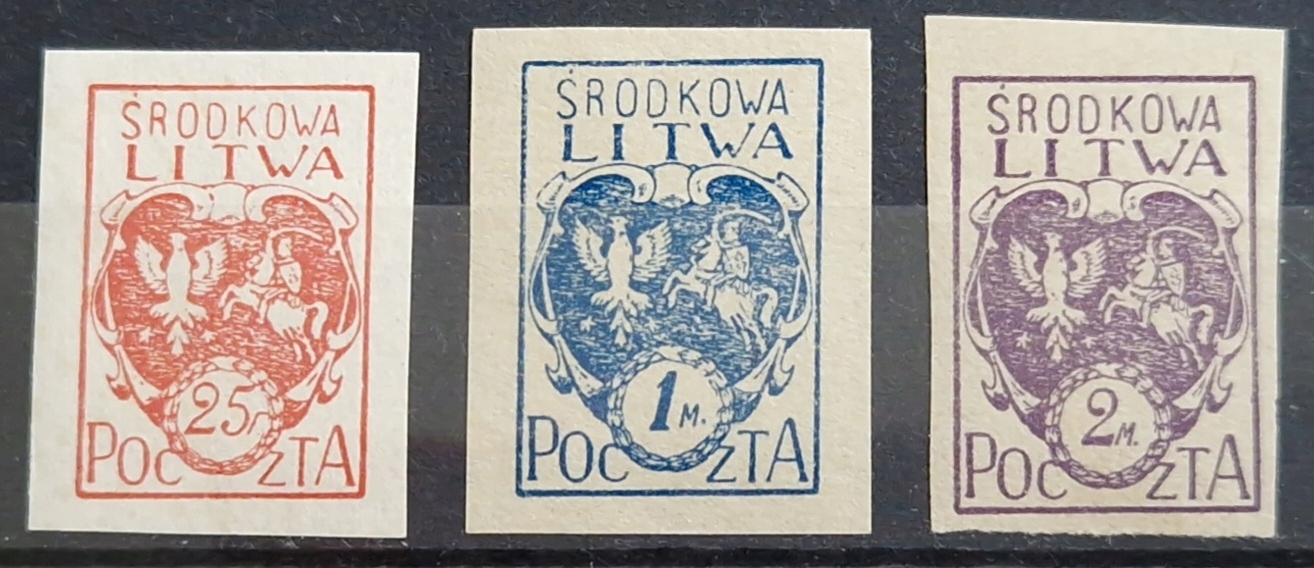 ŚRODKOWA
LITWA
25 f
POCZTA
ŚRODKOWA
LITWA
1 M.
POCZTA
ŚRODKOWA
LITWA
2 M.
POCZTA